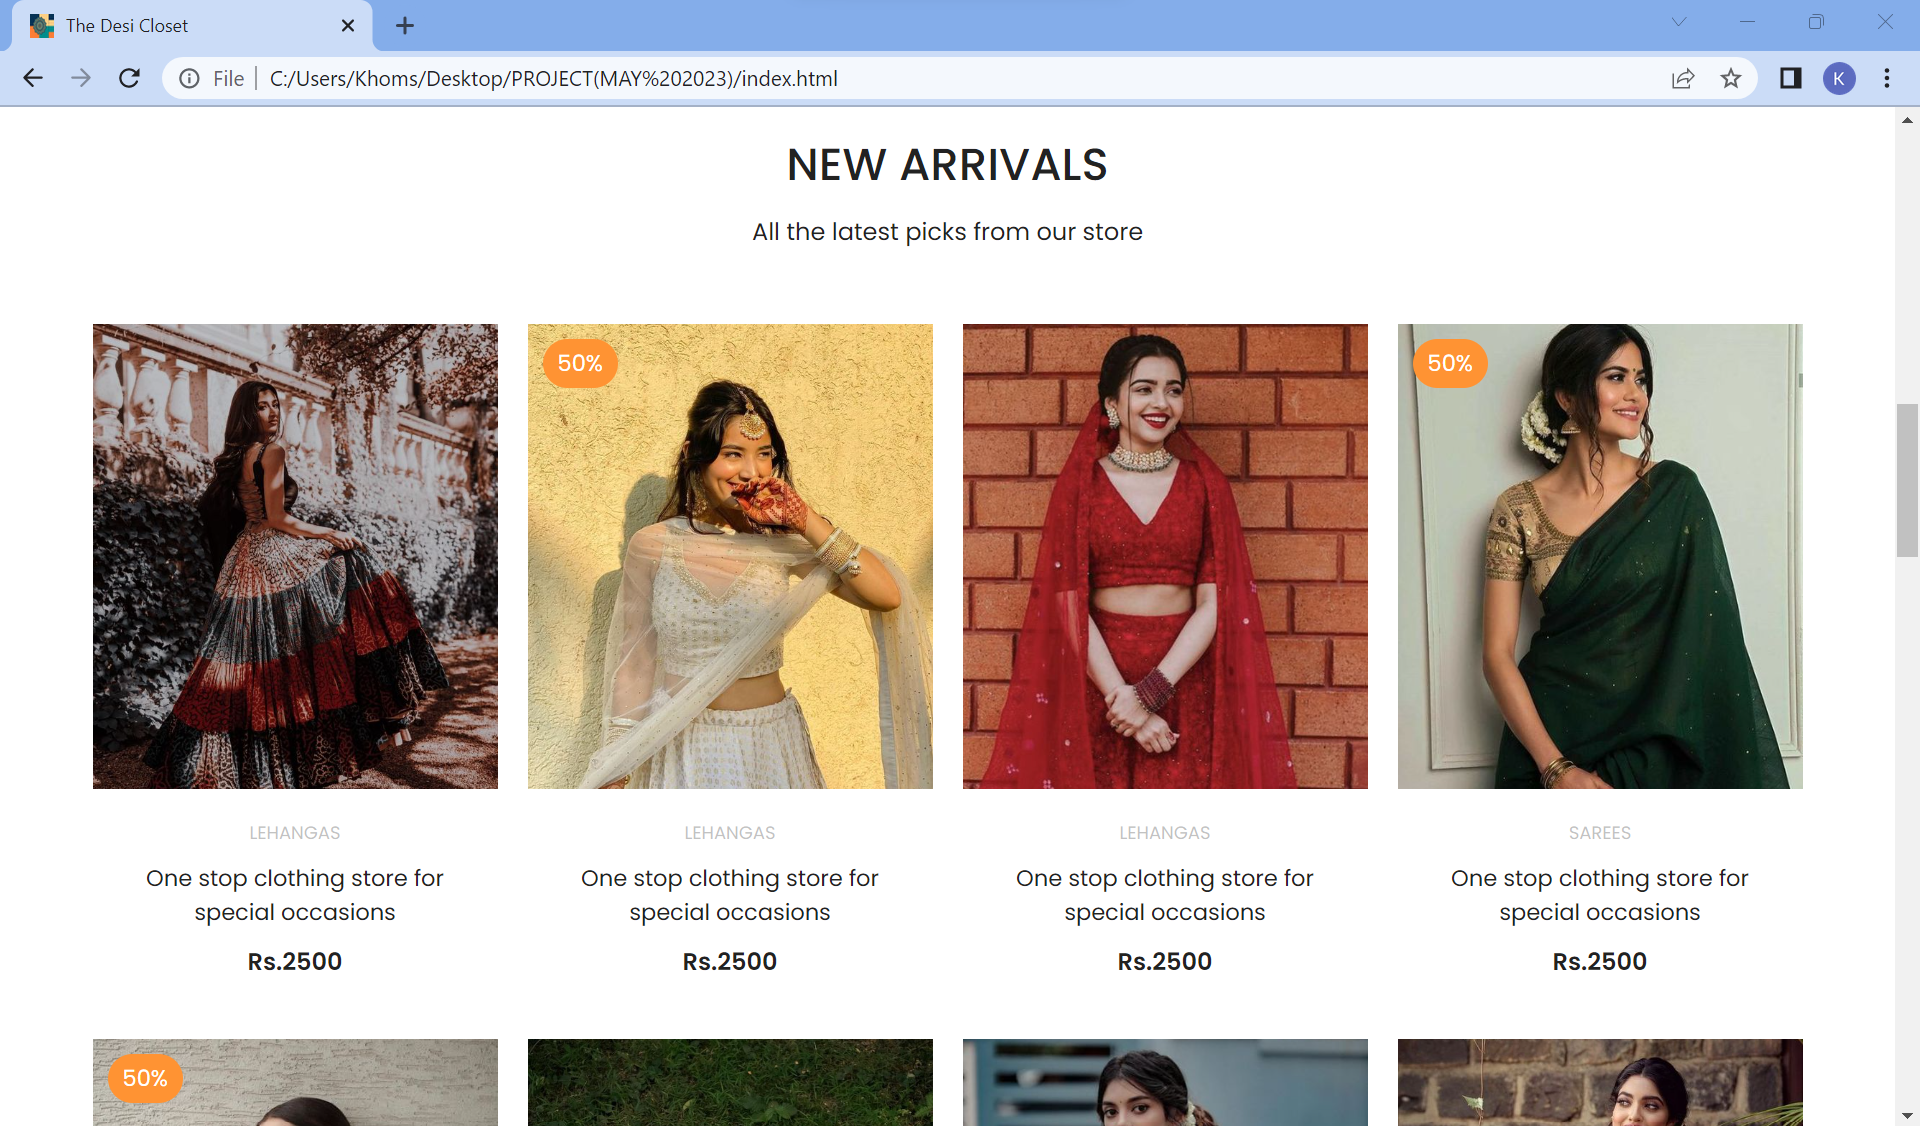 The Desi Closet
File
C:/Users/Khoms/Desktop/PROJECT(MAY%202023)/index.html
K
NEW ARRIVALS
All the latest picks from our store
50%
50%
LEHANGAS
One stop clothing store for
special occasions
Rs.2500
LEHANGAS
One stop clothing store for
special occasions
Rs.2500
LEHANGAS
One stop clothing store for
special occasions
Rs.2500
SAREES
One stop clothing store for
special occasions
Rs.2500
50%